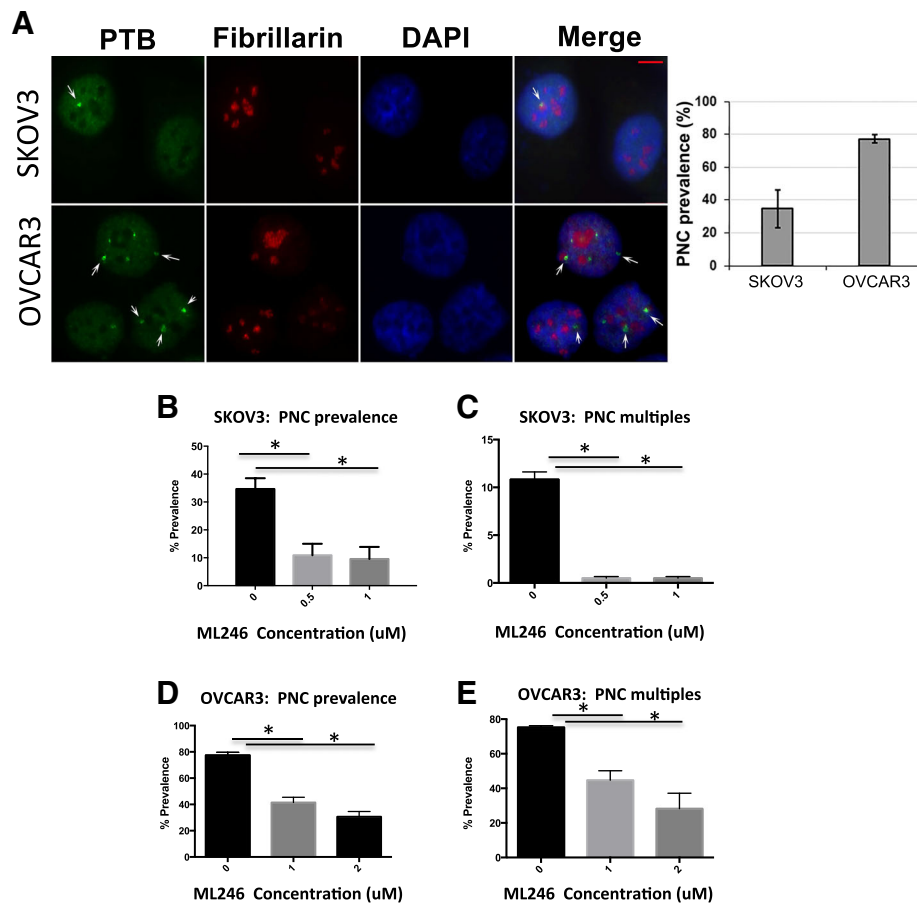 A
PTB Fibrillarin DAPI Merge
SKOV3
OVCAR3
PNC prevalence (%)
100
80
60
40
20
0
SKOV3 OVCAR3
B
SKOV3: PNC prevalence
% Prevalence
50
40
30
20
10
0
* *
0 0.5 1
ML246 Concentration (uM)
C
SKOV3: PNC multiples
% Prevalence
15
10
5
0
* *
0 0.5 1
ML246 Concentration (uM)
D
OVCAR3: PNC prevalence
% Prevalence
100
80
60
40
20
0
* *
0 1 2
ML246 Concentration (uM)
E
OVCAR3: PNC multiples
% Prevalence
80
60
40
20
0
* *
0 1 2
ML246 Concentration (uM)